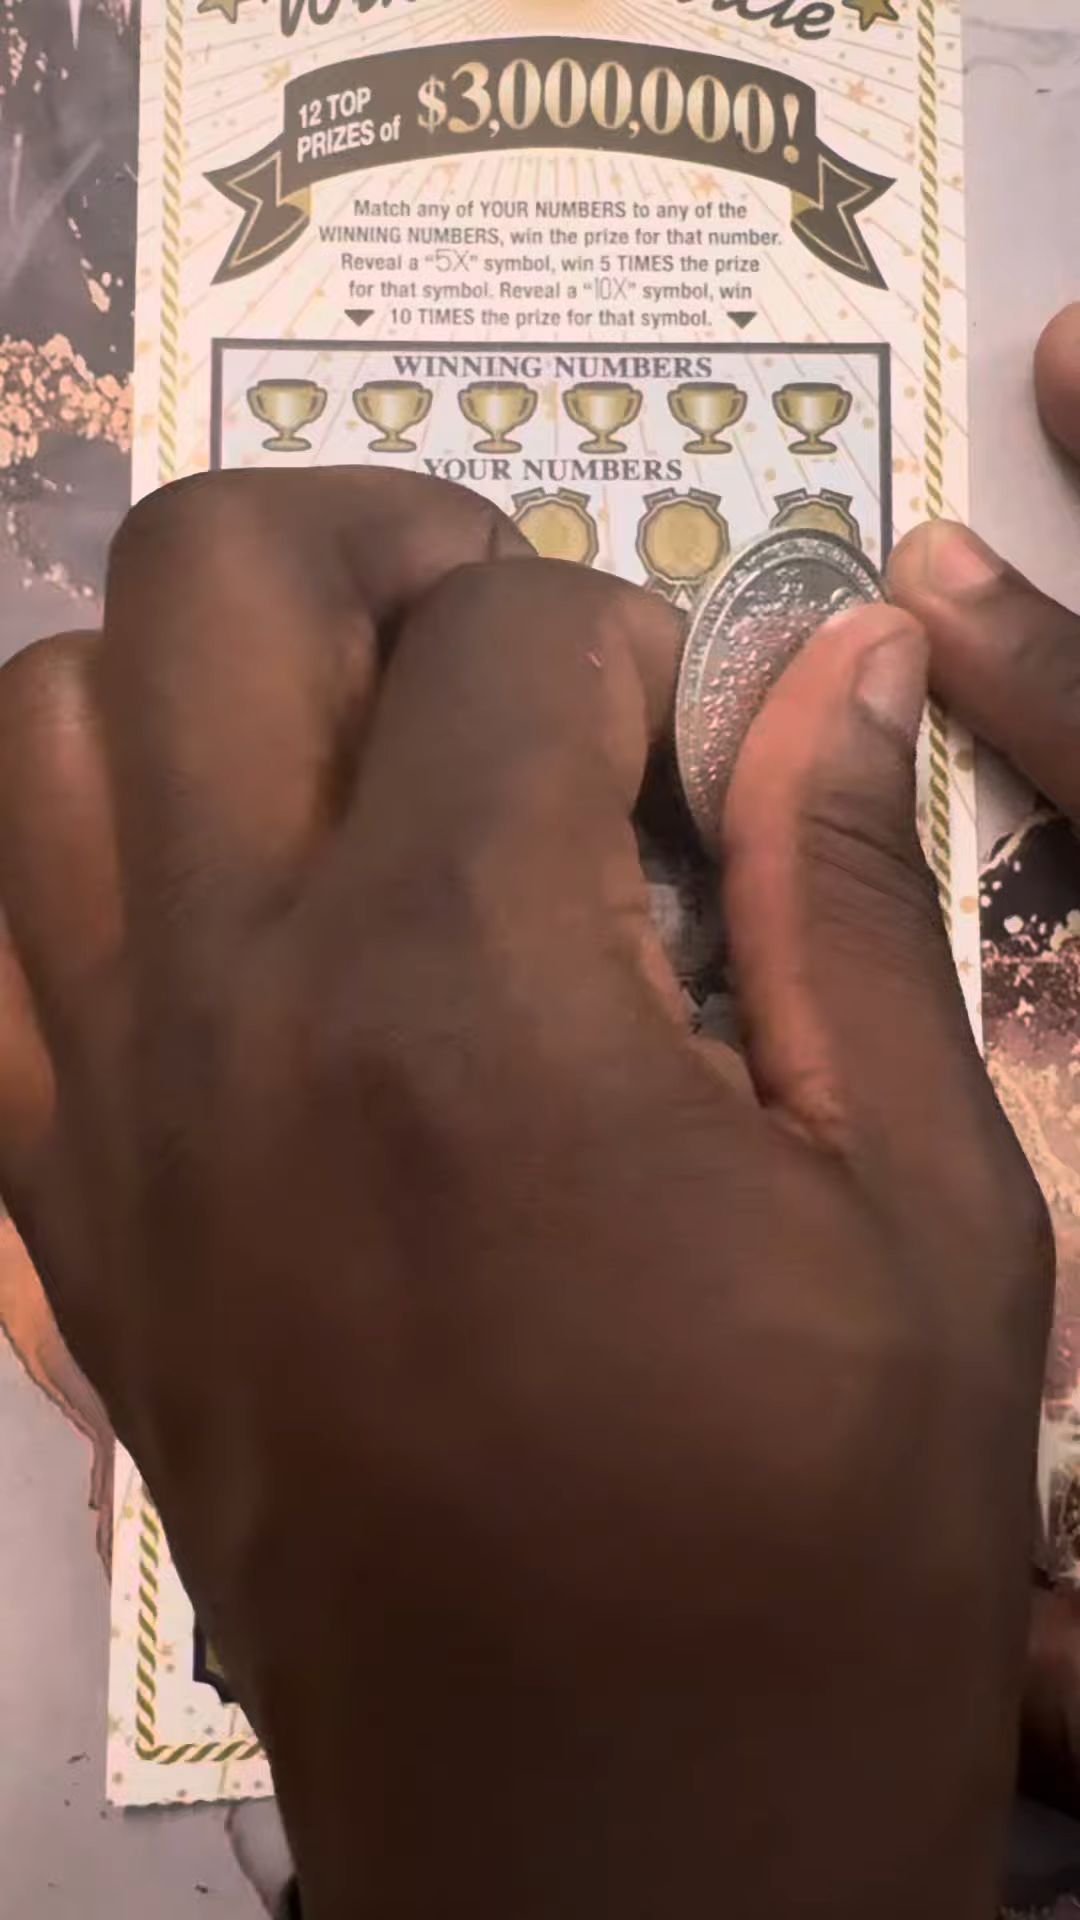 12 TOP
PRIZES of
$3,000,000!
Match any of YOUR NUMBERS to any of the
WINNING NUMBERS, win the prize for that number.
Reveal a "5X" symbol, win 5 TIMES the prize
for that symbol. Reveal a "10X" symbol, win
10 TIMES the prize for that symbol.
WINNING NUMBERS
YOUR NUMBERS